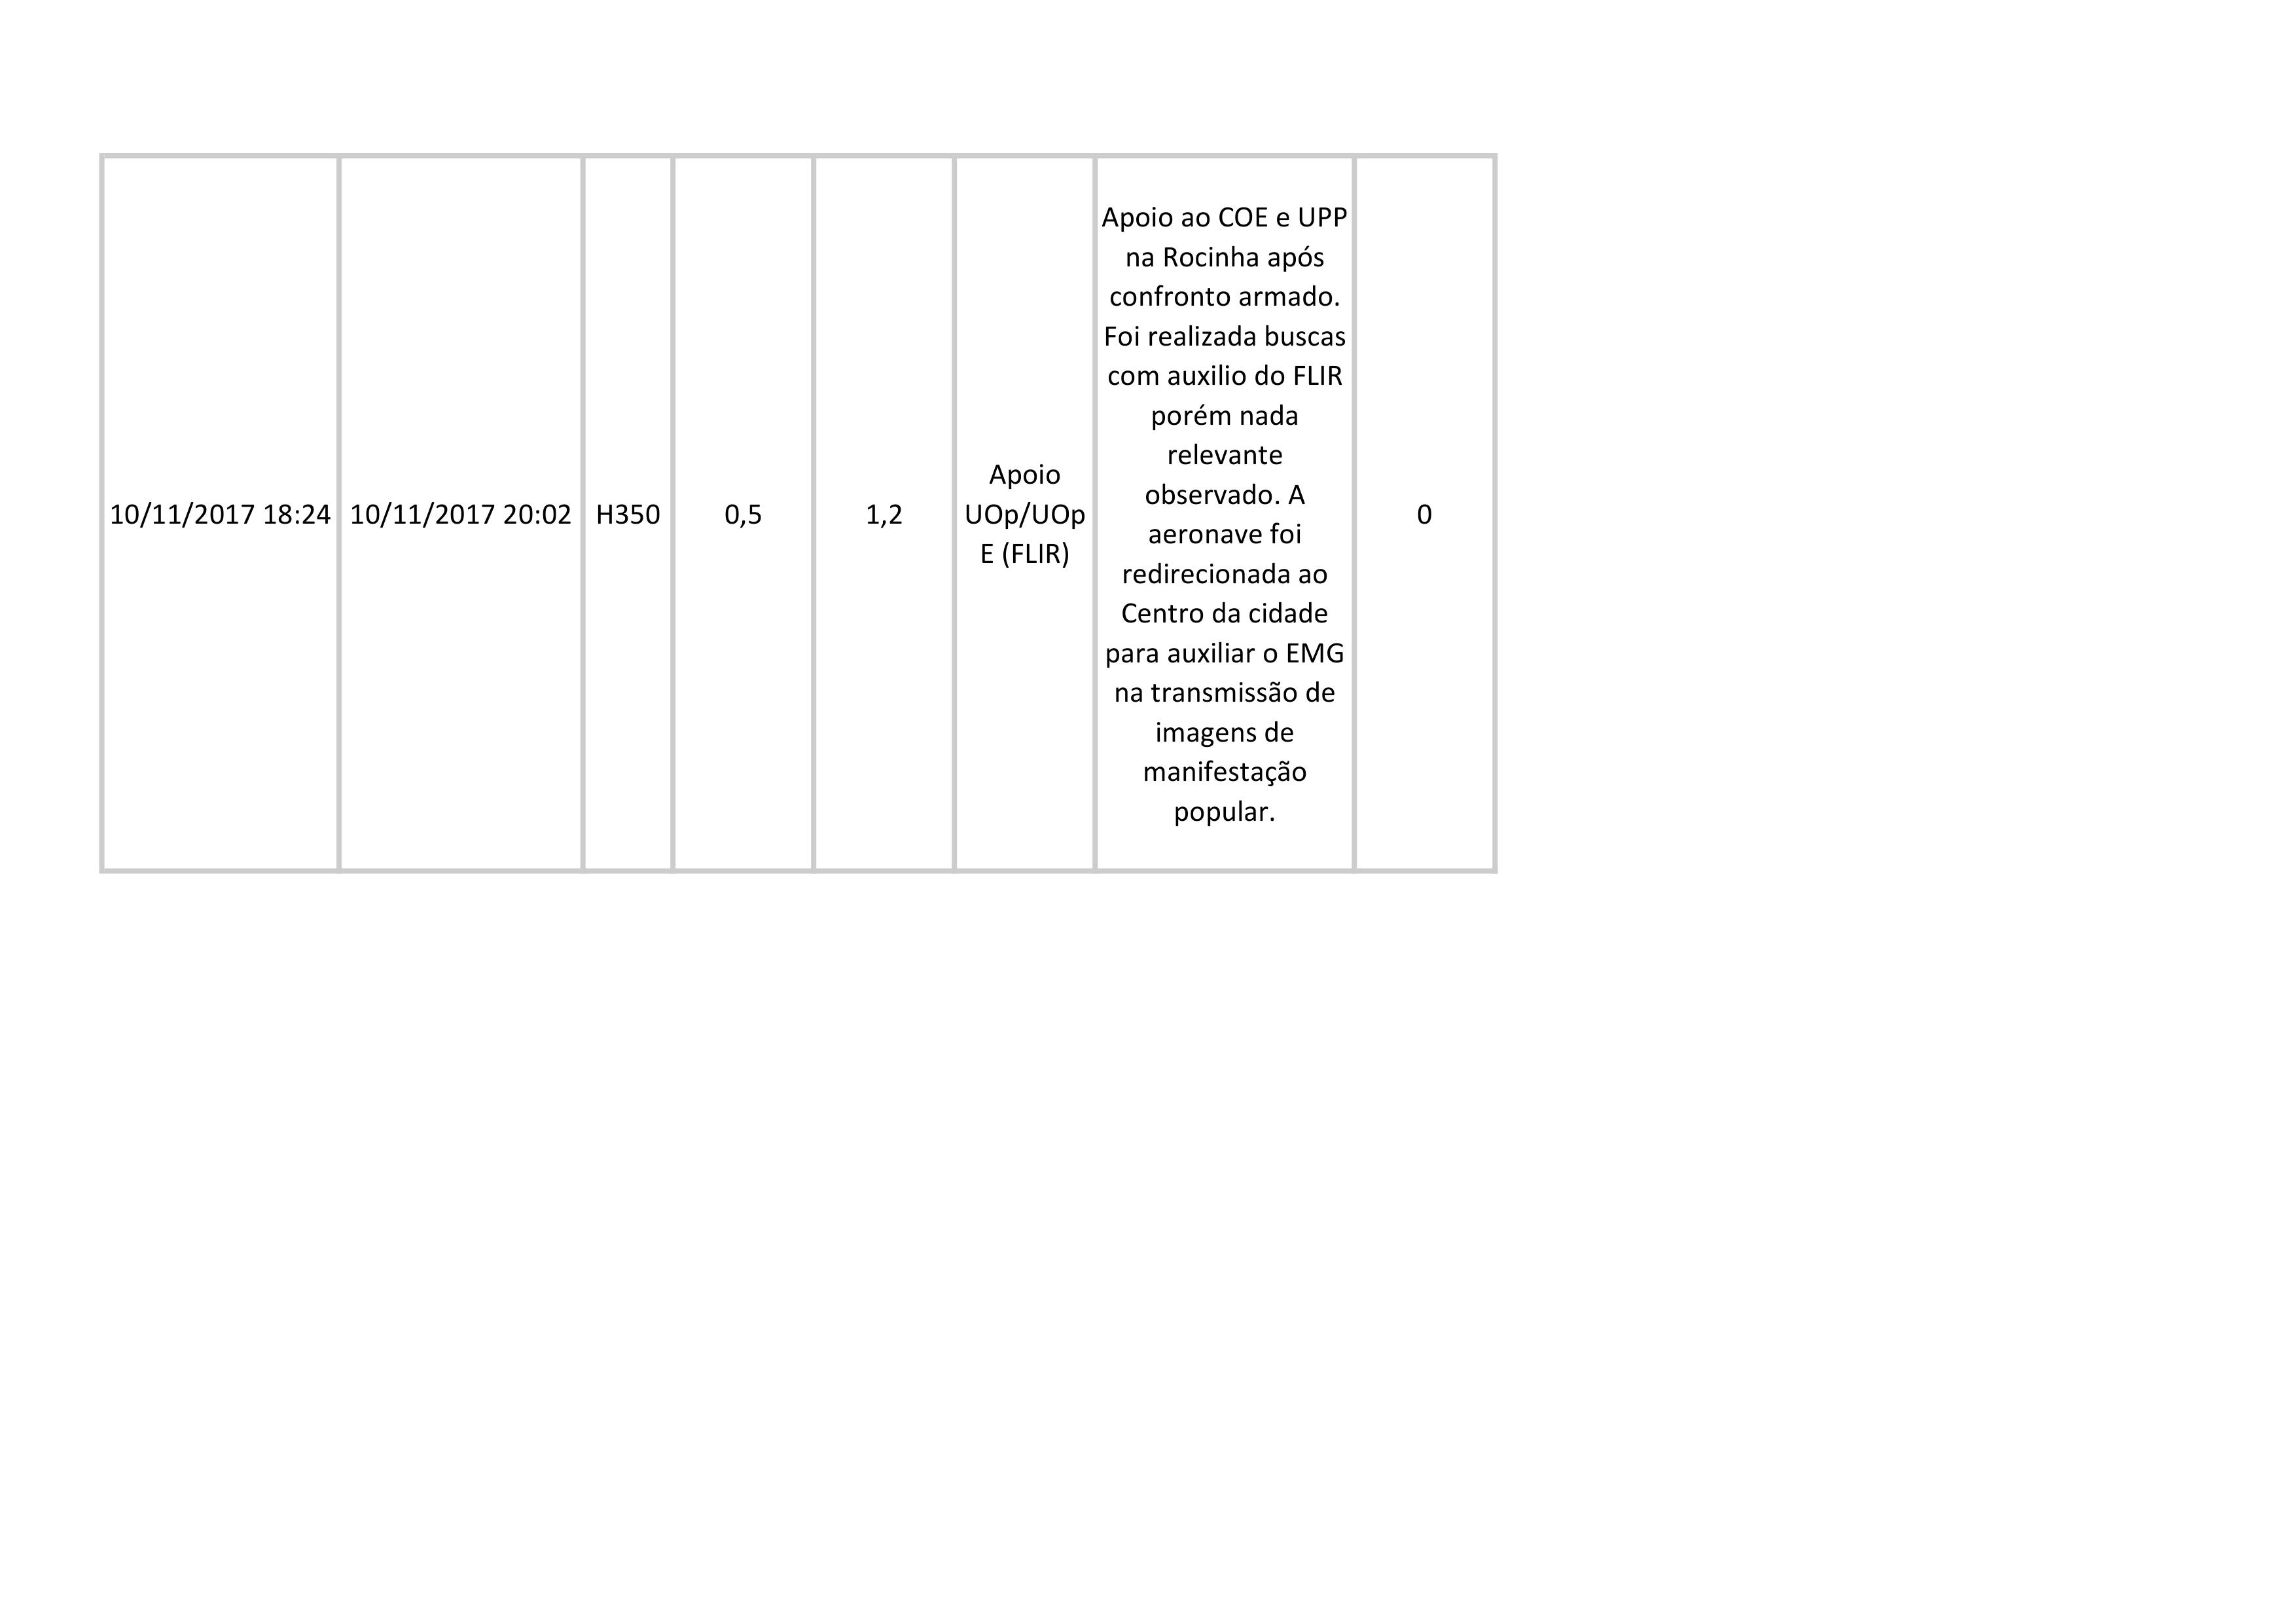 10/11/2017 18:24
10/11/2017 20:02
H350
0,5
1,2
Apoio
UOp/UOp
E (FLIR)
Apoio ao COE e UPP
na Rocinha após
confronto armado.
Foi realizada buscas
com auxilio do FLIR
porém nada
relevante
observado. A
aeronave foi
redirecionada ao
Centro da cidade
para auxiliar o EMG
na transmissão de
imagens de
manifestação
popular.
0